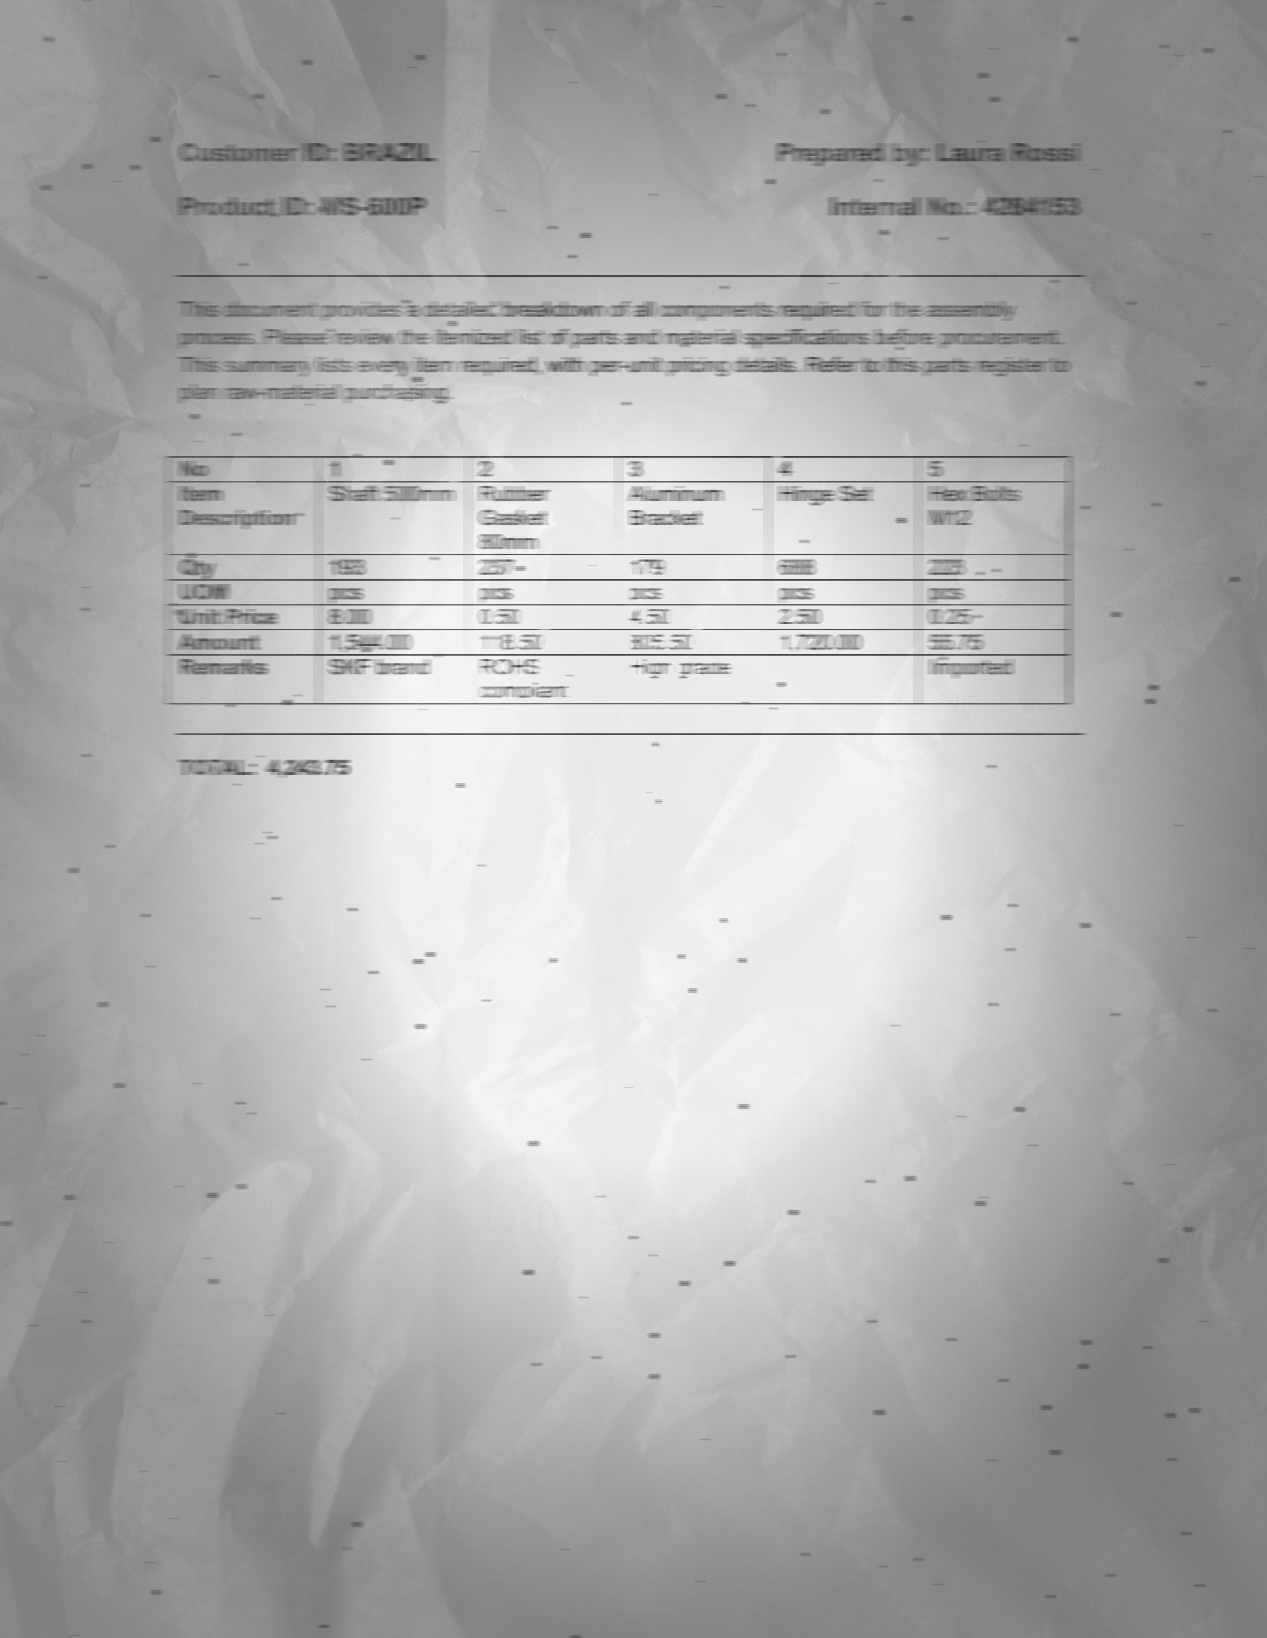 Customer ID: BRAZIL Prepared by: Laura Rossi
Product ID: Internal No.:
This document provides a detailed breakdown of all components required for the assembly
process. Please review the itemized list of parts and material specifications before procurement.
This summary lists every item required, with per-unit pricing details. Refer to this parts register to
plan raw-material purchasing.
No 1 2 3 4 5
Item Shaft 500mm Rubber Aluminum Hinge Set Hex Bolts
Description Gasket Bracket M12
Qty 193 237 179 688 223
UOM pcs pcs pcs pcs pcs
Unit Price 8.00 0.50 4.50 2.50 0.25
Amount 1,544.00 118.50 805.50 1,720.00 55.75
Remarks SKF brand ROHS High grade Imported
compliant
TOTAL: 4,243.75